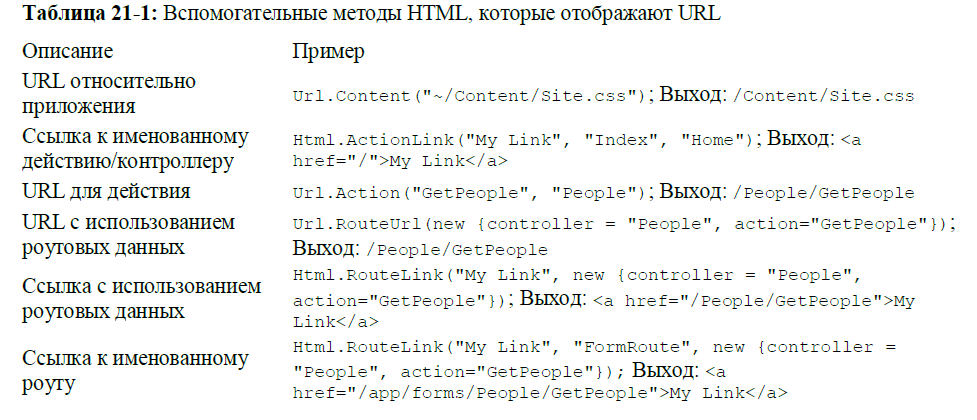 Таблица 21-1: Вспомогательные методы HTML, которые отображают URL
Описание Пример
URL относительно
приложения
Url.Content("~/Content/Site.css"); Выход: /Content/Site.css
Ссылка к именованному
действию/контроллеру
Html.ActionLink("My Link", "Index", "Home"); Выход: <a
href="/">My Link</a>
URL для действия
Url.Action("GetPeople", "People"); Выход: /People/GetPeople
URL с использованием
роутовых данных
Url.RouteUrl(new {controller = "People", action="GetPeople"});
Выход: /People/GetPeople
Ссылка с использованием
роутовых данных
Html.RouteLink("My Link", new {controller = "People",
action="GetPeople"}); Выход: <a href="/People/GetPeople">My
Link</a>
Ссылка к именованному
роуту
Html.RouteLink("My Link", "FormRoute", new {controller =
"People", action="GetPeople"}); Выход: <a
href="/app/forms/People/GetPeople">My Link</a>